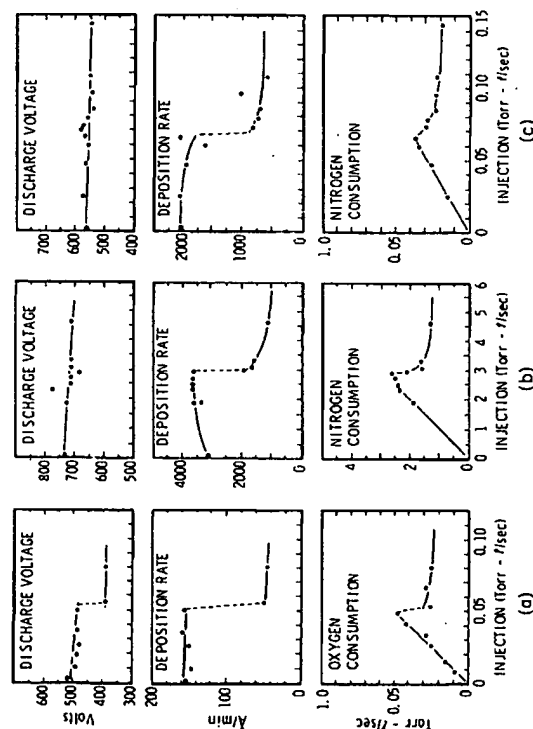 DISCHARGE VOLTAGE
Volts
600
500
400
300
DISCHARGE VOLTAGE
900
800
700
600
500
DISCHARGE VOLTAGE
700
600
500
400
DEPOSITION RATE
Å/min
200
100
0
DEPOSITION RATE
4000
2000
0
DEPOSITION RATE
2000
1000
0
OXYGEN
CONSUMPTION
Torr - ℓ/sec
1.0
0.05
0
0 0.05 0.10
INJECTION (Torr - ℓ/sec)
(a)
NITROGEN
CONSUMPTION
4
2
0
0 1 2 3 4 5 6
INJECTION (Torr - ℓ/sec)
(b)
NITROGEN
CONSUMPTION
1.0
0.05
0
0 0.05 0.10 0.15
INJECTION (Torr - ℓ/sec)
(c)